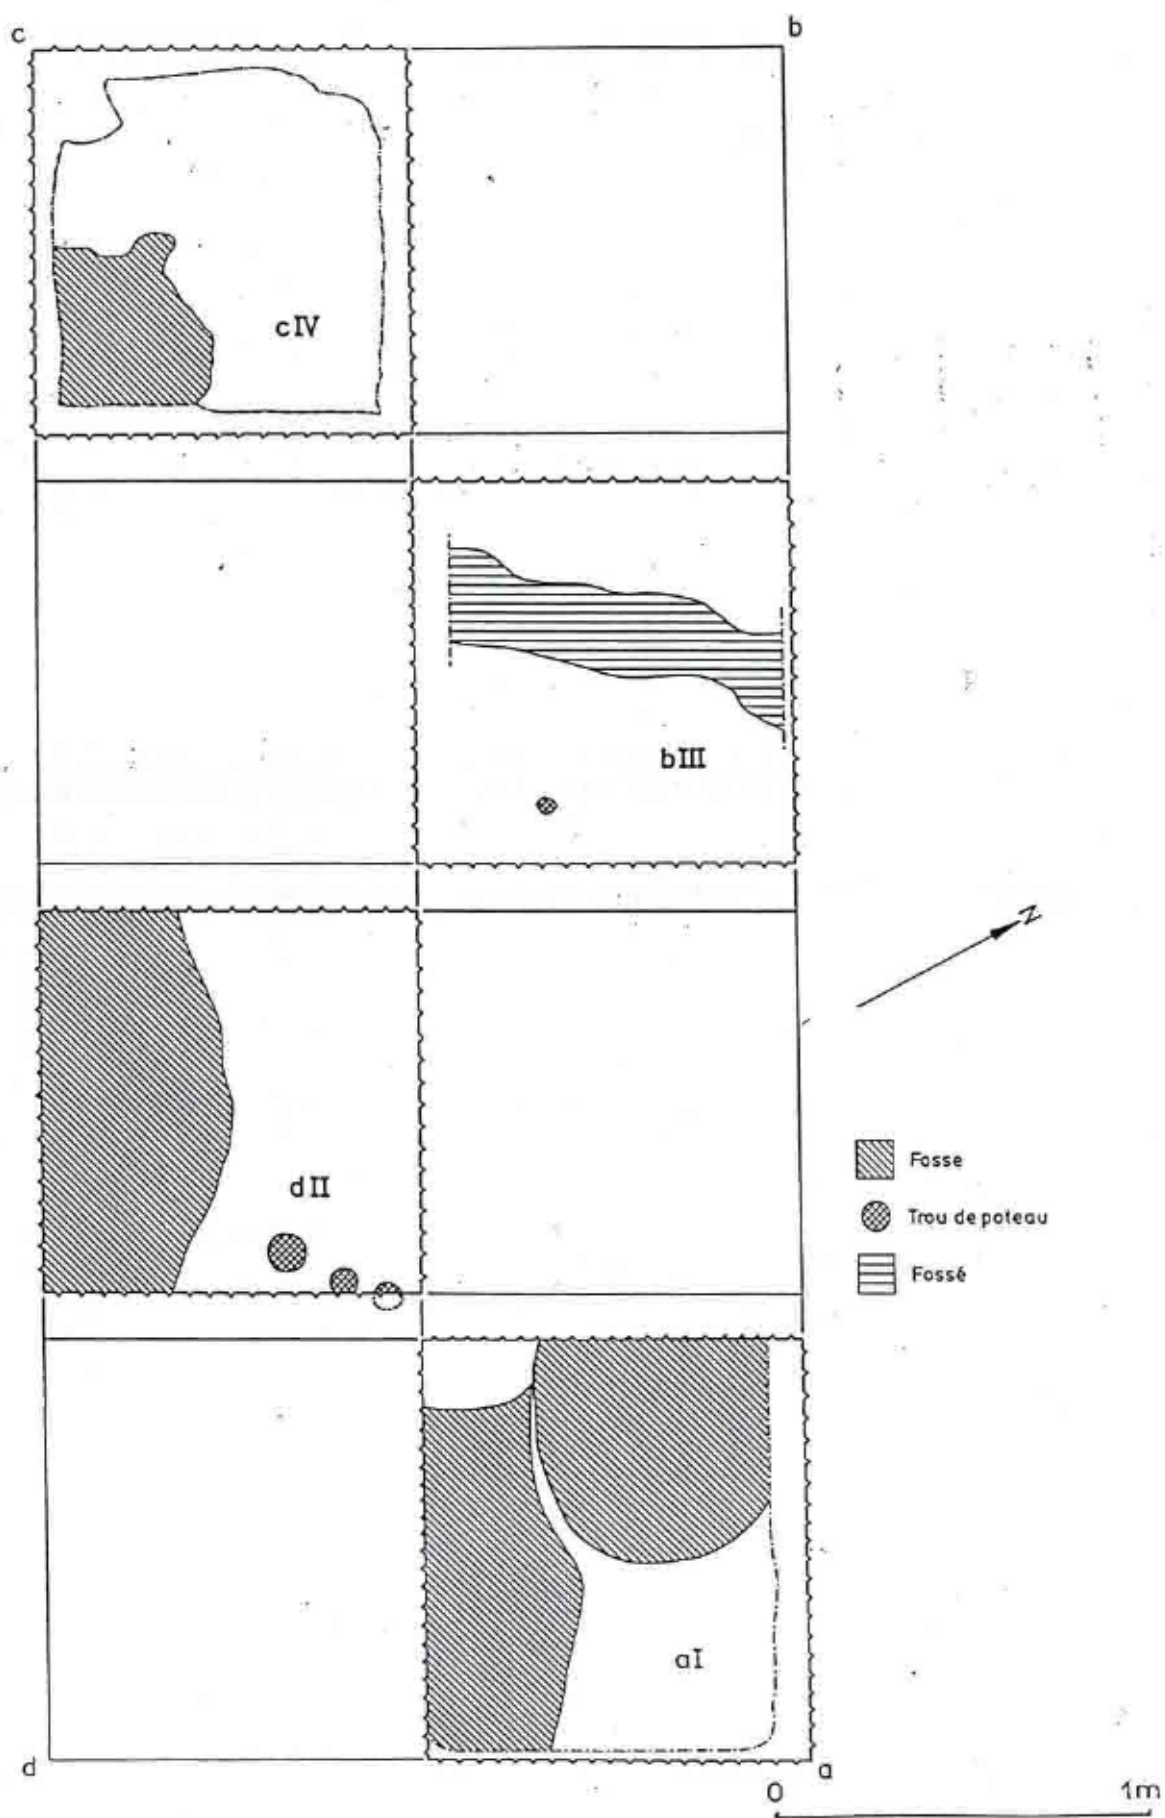 c b
cIV
bIII
N
Fosse
dII
Trou de poteau
Fossé
aI
d a
0 1m